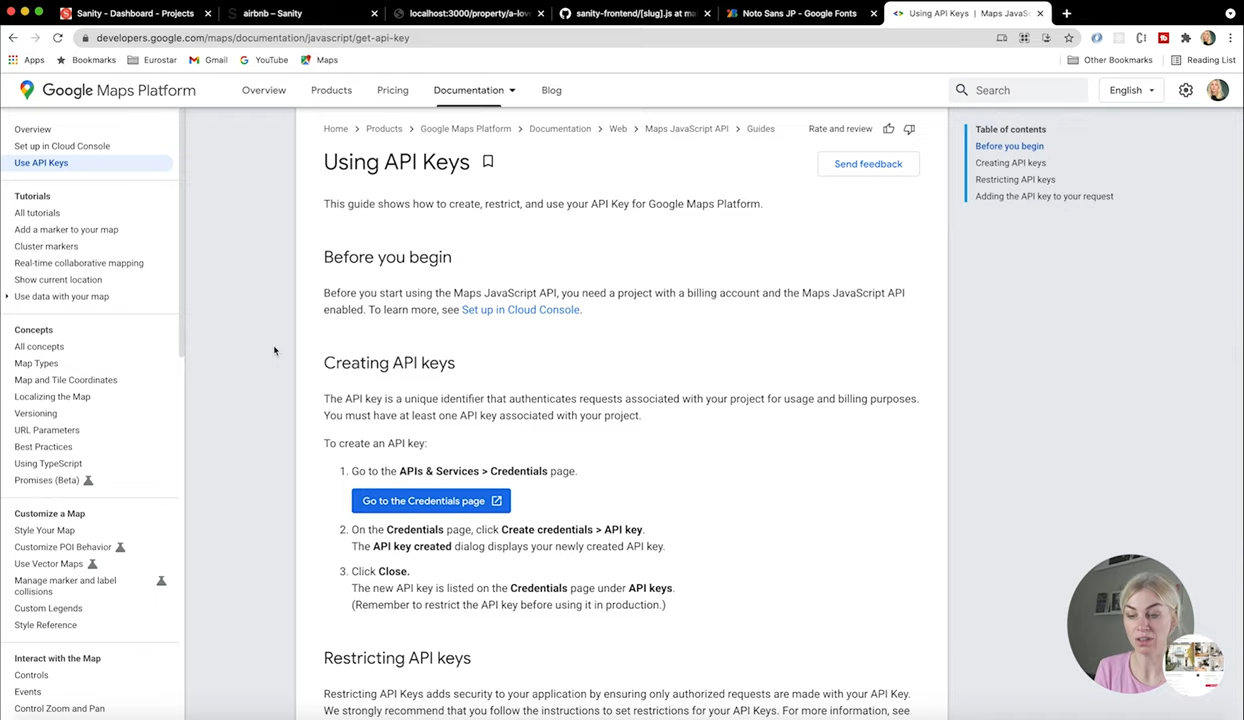 Sanity - Dashboard - Projects
airbnb – Sanity
localhost:3000/property/a-lov
sanity-frontend/[slug].js at ma
Noto Sans JP - Google Fonts
Using API Keys | Maps JavaS
developers.google.com/maps/documentation/javascript/get-api-key
Apps
Bookmarks
Eurostar
Gmail
YouTube
Maps
Other Bookmarks
Reading List
Google Maps Platform
Overview
Products
Pricing
Documentation
Blog
Search
English
Overview
Set up in Cloud Console
Use API Keys
Tutorials
All tutorials
Add a marker to your map
Cluster markers
Real-time collaborative mapping
Show current location
Use data with your map
Concepts
All concepts
Map Types
Map and Tile Coordinates
Localizing the Map
Versioning
URL Parameters
Best Practices
Using TypeScript
Promises (Beta)
Customize a Map
Style Your Map
Customize POI Behavior
Use Vector Maps
Manage marker and label
collisions
Custom Legends
Style Reference
Interact with the Map
Controls
Events
Control Zoom and Pan
Home > Products > Google Maps Platform > Documentation > Web > Maps JavaScript API > Guides
Rate and review
Using API Keys
Send feedback
This guide shows how to create, restrict, and use your API Key for Google Maps Platform.
Before you begin
Before you start using the Maps JavaScript API, you need a project with a billing account and the Maps JavaScript API
enabled. To learn more, see Set up in Cloud Console.
Creating API keys
The API key is a unique identifier that authenticates requests associated with your project for usage and billing purposes.
You must have at least one API key associated with your project.
To create an API key:
1. Go to the APIs & Services > Credentials page.
Go to the Credentials page
2. On the Credentials page, click Create credentials > API key.
The API key created dialog displays your newly created API key.
3. Click Close.
The new API key is listed on the Credentials page under API keys.
(Remember to restrict the API key before using it in production.)
Restricting API keys
Restricting API Keys adds security to your application by ensuring only authorized requests are made with your API Key.
We strongly recommend that you follow the instructions to set restrictions for your API Keys. For more information, see
Table of contents
Before you begin
Creating API keys
Restricting API keys
Adding the API key to your request